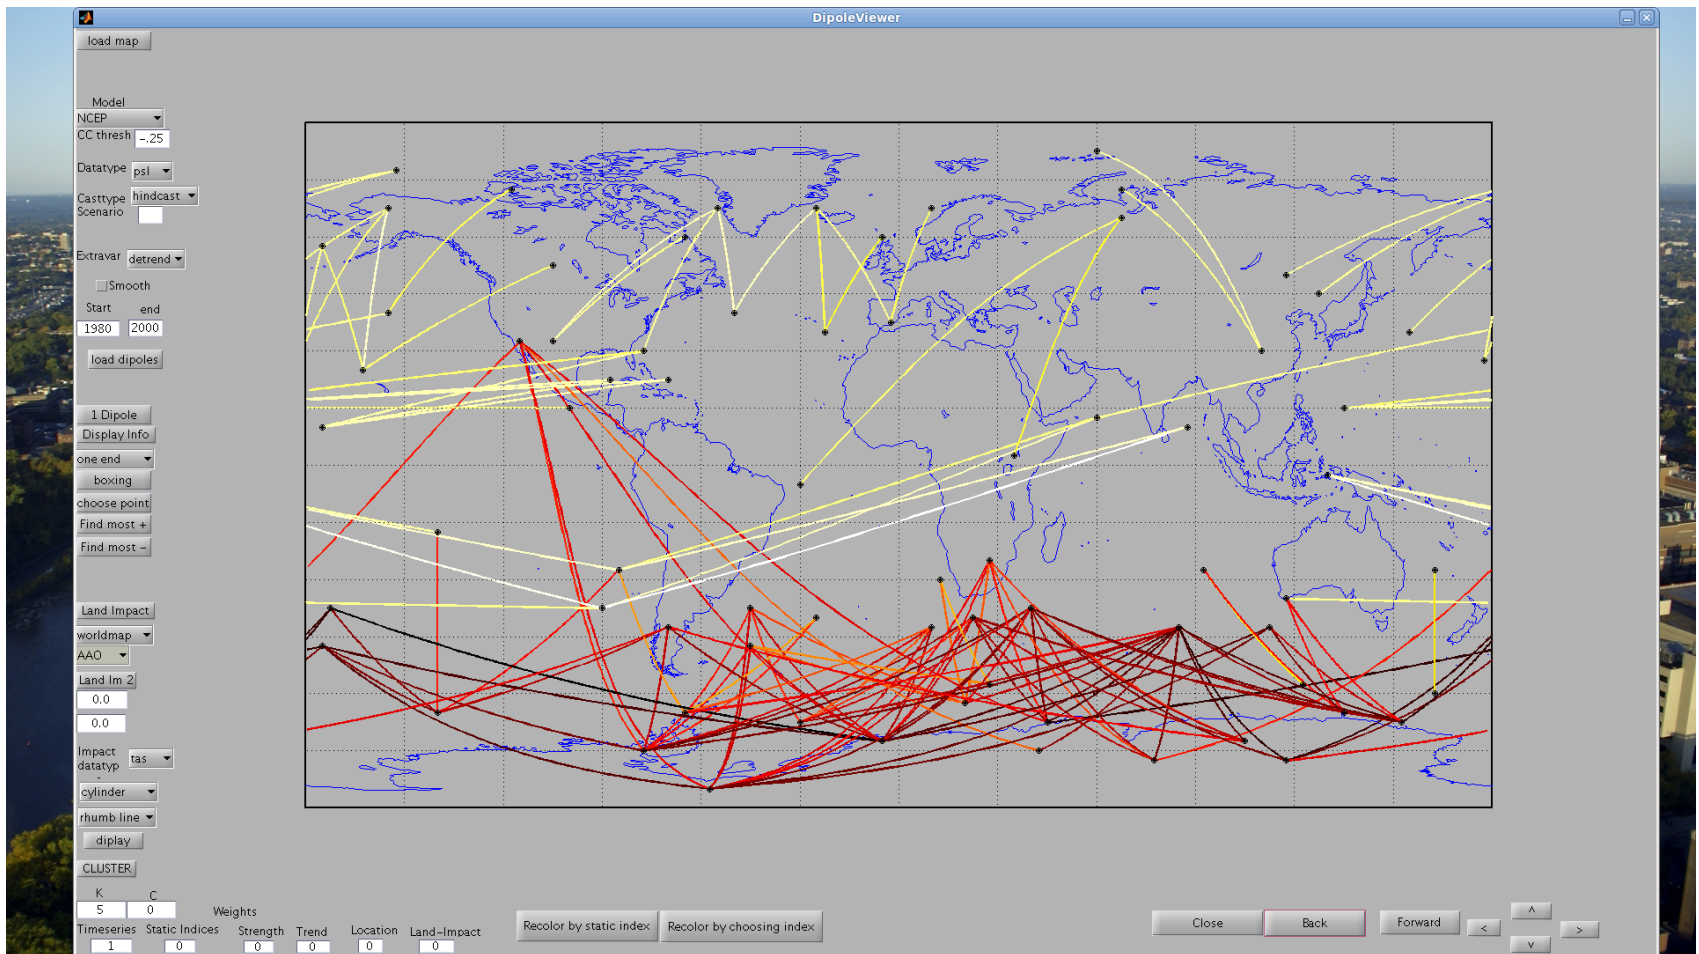 DipoleViewer
load map
Model
NCEP
CC thresh -.25
Datatype psl
Casttype hindcast
Scenario
Extravar detrend
Smooth
Start end
1980 2000
load dipoles
1 Dipole
Display Info
one end
boxing
choose point
Find most +
Find most -
Land Impact
worldmap
AAO
Land Im 2
0.0
0.0
Impact
datatyp tas
cylinder
rhumb line
diplay
CLUSTER
K C
5 0 Weights
Timeseries Static Indices Strength Trend Location Land-Impact
1 0 0 0 0 0
Recolor by static index Recolor by choosing index
Close Back Forward < ^ v >